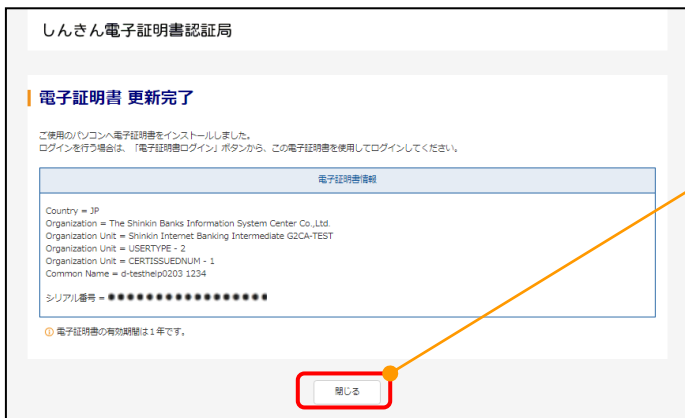 しんきん電子証明書認証局
電子証明書 更新完了
ご使用のパソコンへ電子証明書をインストールしました。
ログインを行う場合は、「電子証明書ログイン」ボタンから、この電子証明書を使用してログインしてください。
電子証明書情報
Country = JP
Organization = The Shinkin Banks Information System Center Co.,Ltd.
Organization Unit = Shinkin Internet Banking Intermediate G2CA-TEST
Organization Unit = USERTYPE - 2
Organization Unit = CERTISSUEDNUM - 1
Common Name = d-testhelp0203 1234
シリアル番号 = ●●●●●●●●●●●●●●●●●
電子証明書の有効期間は1年です。
閉じる